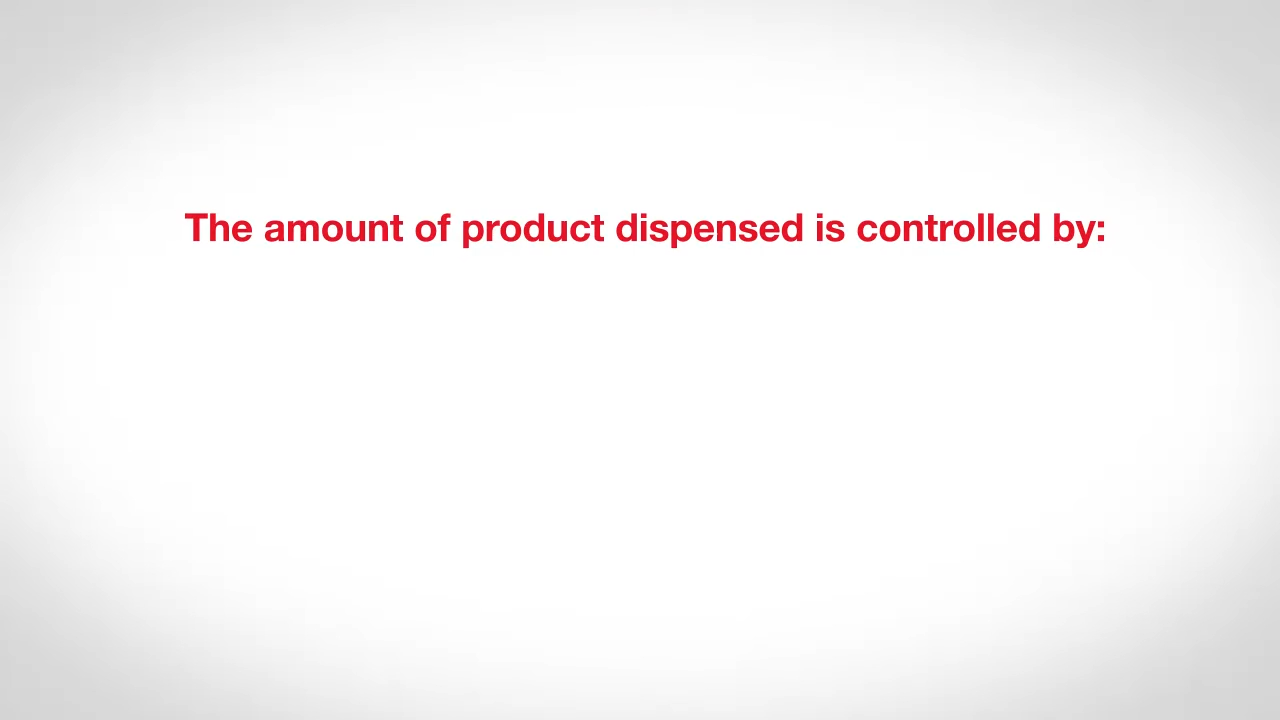 The amount of product dispensed is controlled by: